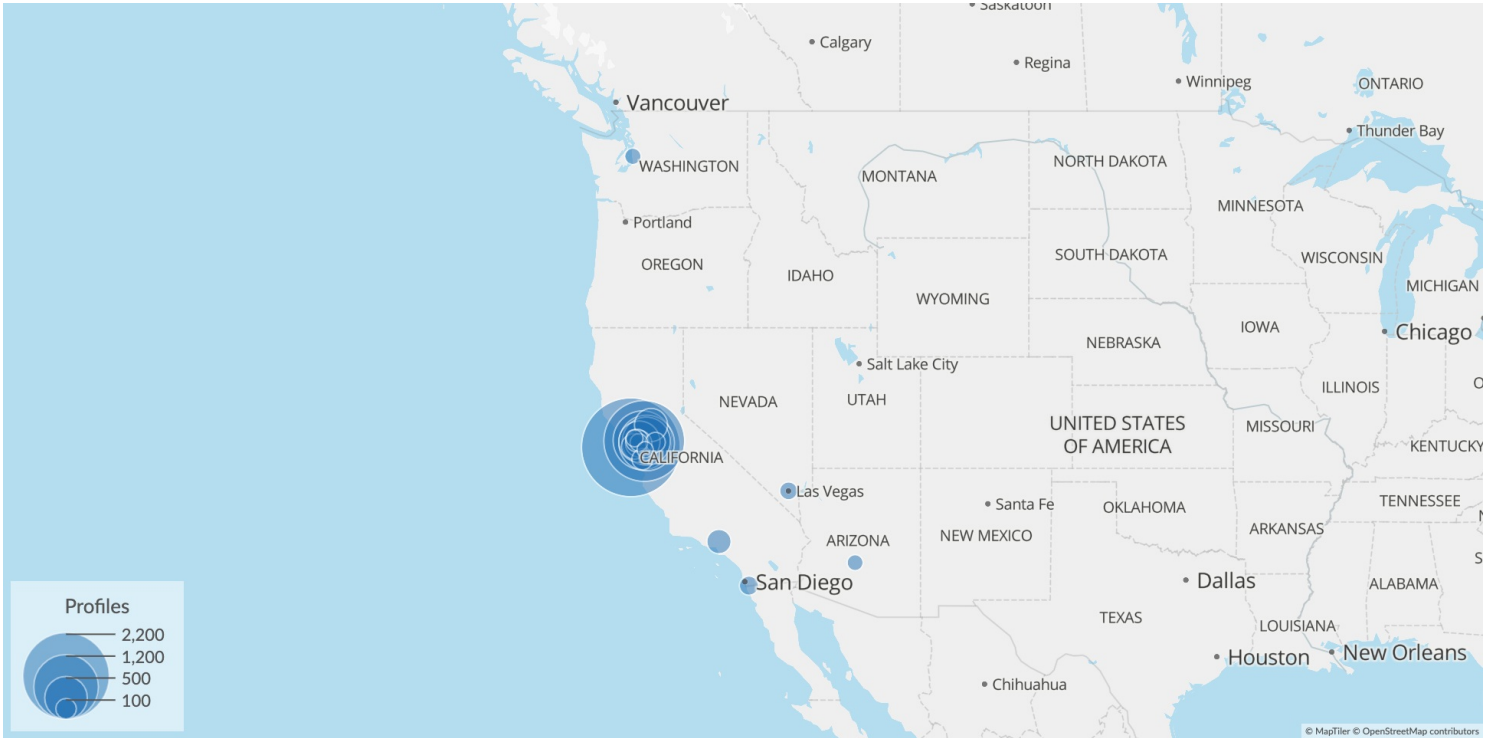 Saskatoon
Calgary
Regina
Winnipeg
ONTARIO
Vancouver
Thunder Bay
WASHINGTON
NORTH DAKOTA
MONTANA
MINNESOTA
Portland
SOUTH DAKOTA
WISCONSIN
OREGON
IDAHO
MICHIGAN
WYOMING
IOWA
Chicago
NEBRASKA
Salt Lake City
ILLINOIS
O
NEVADA
UTAH
UNITED STATES
OF AMERICA
MISSOURI
KENTUCKY
CALIFORNIA
Las Vegas
Santa Fe
OKLAHOMA
TENNESSEE
ARKANSAS
ARIZONA
NEW MEXICO
S
San Diego
Dallas
ALABAMA
TEXAS
LOUISIANA
Houston
New Orleans
Chihuahua
Profiles
2,200
1,200
500
100
© MapTiler © OpenStreetMap contributors